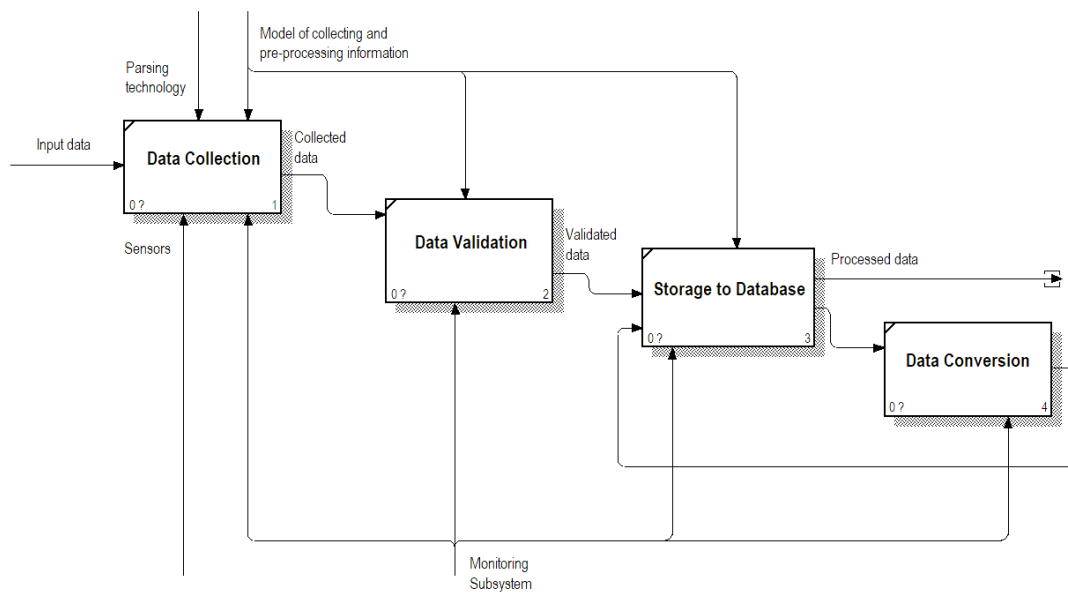 Model of collecting and
pre-processing information
Parsing
technology
Input data
Data Collection
0 ?
1
Collected
data
Sensors
Data Validation
0 ?
2
Validated
data
Storage to Database
0 ?
3
Processed data
Data Conversion
0 ?
4
Monitoring
Subsystem